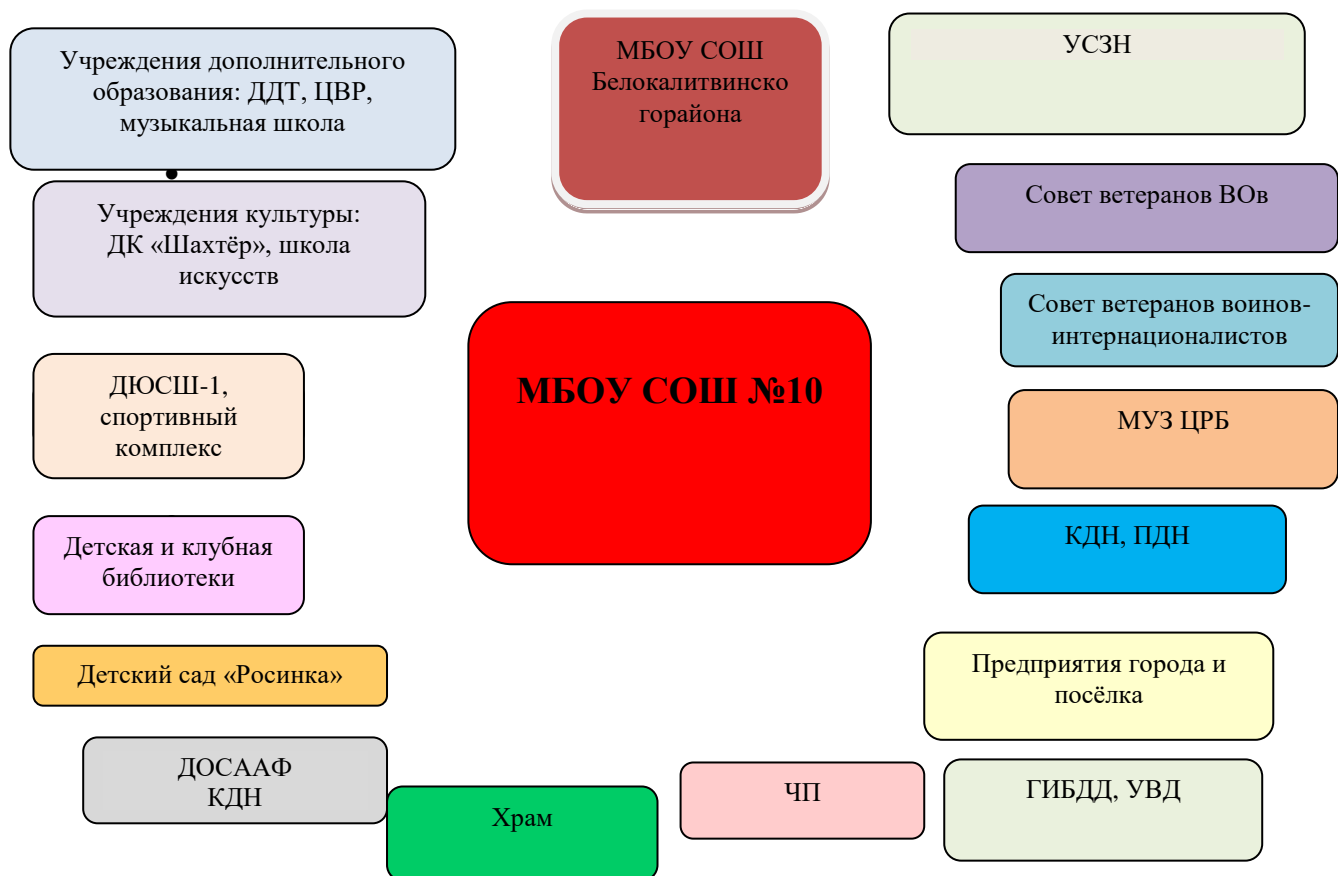 Учреждения дополнительного
образования: ДДТ, ЦВР,
музыкальная школа
МБОУ СОШ
Белокалитвинско
горайона
УСЗН
Учреждения культуры:
ДК «Шахтёр», школа
искусств
Совет ветеранов ВОв
Совет ветеранов воинов-
интернационалистов
ДЮСШ-1,
спортивный
комплекс
МБОУ СОШ №10
МУЗ ЦРБ
Детская и клубная
библиотеки
КДН, ПДН
Детский сад «Росинка»
Предприятия города и
посёлка
ДОСААФ
КДН
Храм
ЧП
ГИБДД, УВД